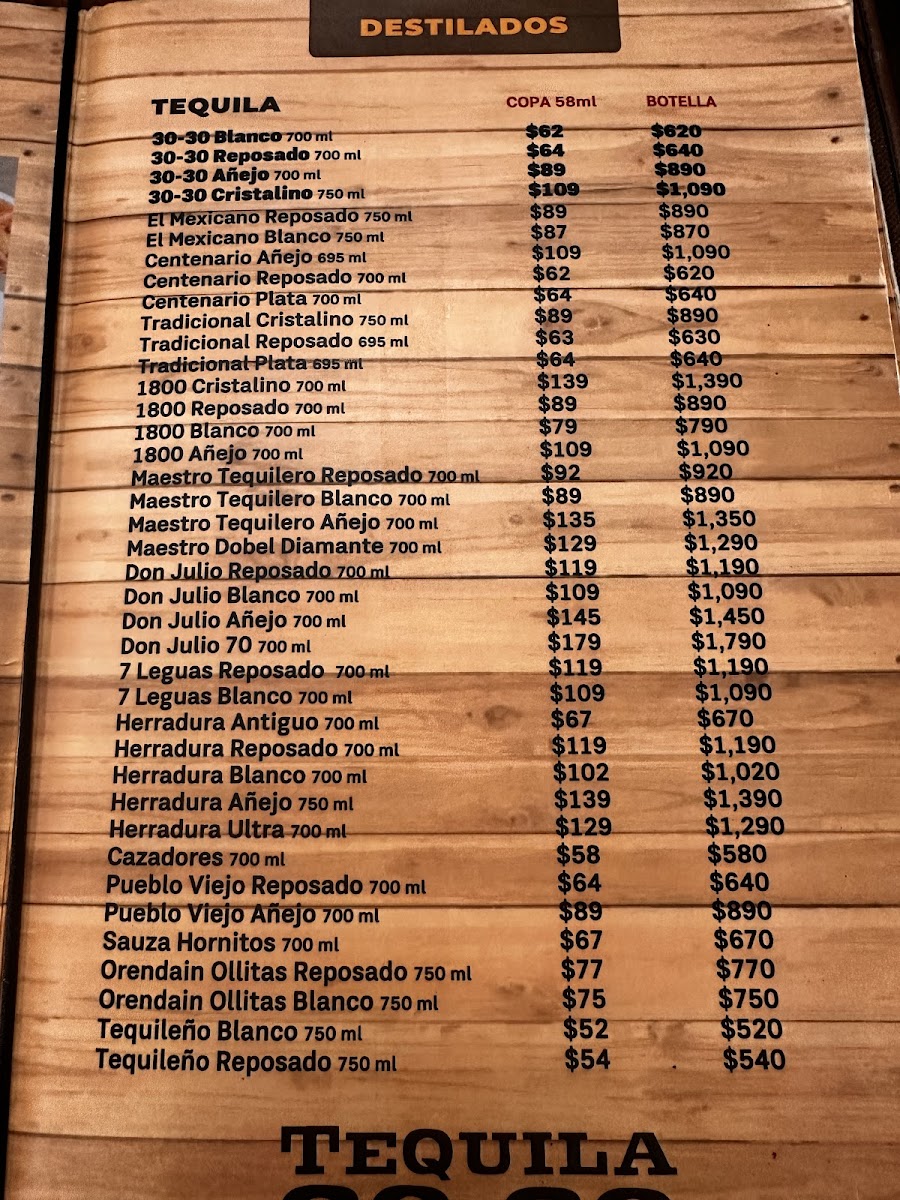 DESTILADOS
TEQUILA COPA 58ml BOTELLA
30-30 Blanco 700 ml $62 $620
30-30 Reposado 700 ml $64 $640
30-30 Añejo 700 ml $89 $890
30-30 Cristalino 750 ml $109 $1,090
El Mexicano Reposado 750 ml $89 $890
El Mexicano Blanco 750 ml $87 $870
Centenario Añejo 695 ml $109 $1,090
Centenario Reposado 700 ml $62 $620
Centenario Plata 700 ml $64 $640
Tradicional Cristalino 750 ml $89 $890
Tradicional Reposado 695 ml $63 $630
Tradicional Plata 695 ml $64 $640
1800 Cristalino 700 ml $139 $1,390
1800 Reposado 700 ml $89 $890
1800 Blanco 700 ml $79 $790
1800 Añejo 700 ml $109 $1,090
Maestro Tequilero Reposado 700 ml $92 $920
Maestro Tequilero Blanco 700 ml $89 $890
Maestro Tequilero Añejo 700 ml $135 $1,350
Maestro Dobel Diamante 700 ml $129 $1,290
Don Julio Reposado 700 ml $119 $1,190
Don Julio Blanco 700 ml $109 $1,090
Don Julio Añejo 700 ml $145 $1,450
Don Julio 70 700 ml $179 $1,790
7 Leguas Reposado 700 ml $119 $1,190
7 Leguas Blanco 700 ml $109 $1,090
Herradura Antiguo 700 ml $67 $670
Herradura Reposado 700 ml $119 $1,190
Herradura Blanco 700 ml $102 $1,020
Herradura Añejo 750 ml $139 $1,390
Herradura Ultra 700 ml $129 $1,290
Cazadores 700 ml $58 $580
Pueblo Viejo Reposado 700 ml $64 $640
Pueblo Viejo Añejo 700 ml $89 $890
Sauza Hornitos 700 ml $67 $670
Orendain Ollitas Reposado 750 ml $77 $770
Orendain Ollitas Blanco 750 ml $75 $750
Tequileño Blanco 750 ml $52 $520
Tequileño Reposado 750 ml $54 $540
TEQUILA